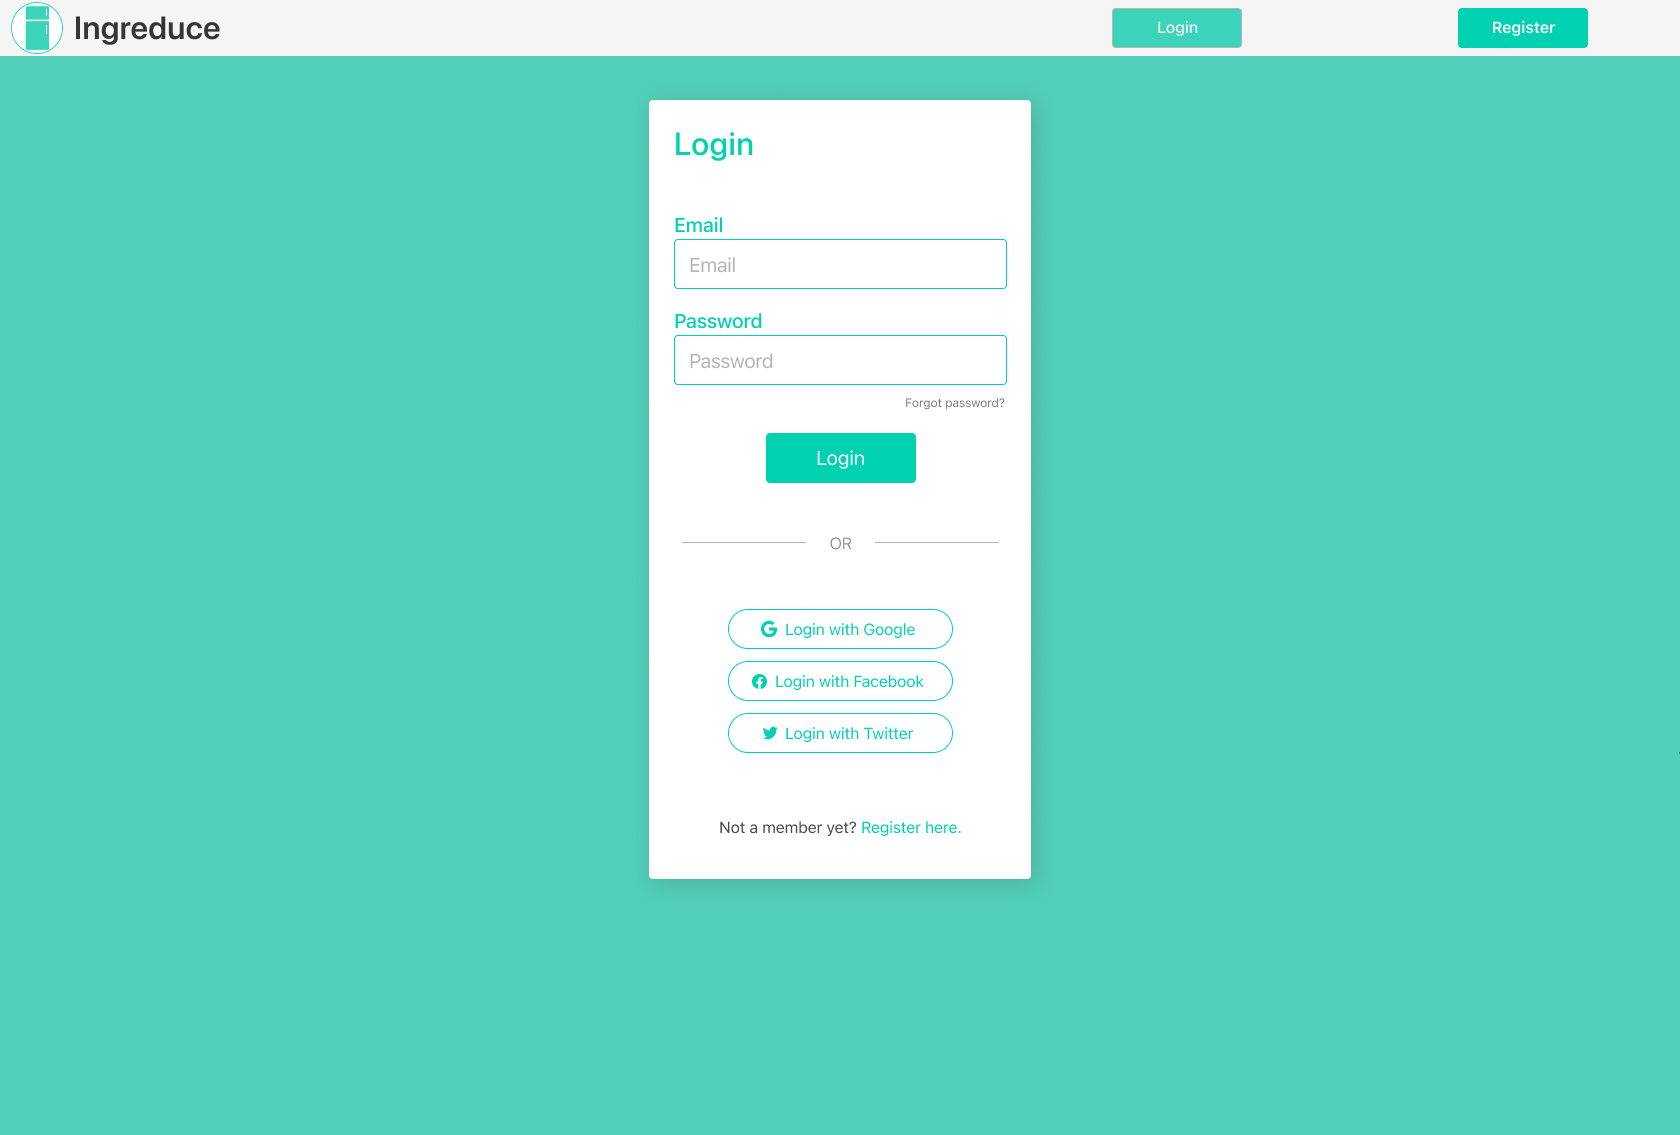 Ingreduce
Login
Register
Login
Email
Email
Password
Password
Forgot password?
Login
OR
Login with Google
Login with Facebook
Login with Twitter
Not a member yet? Register here.